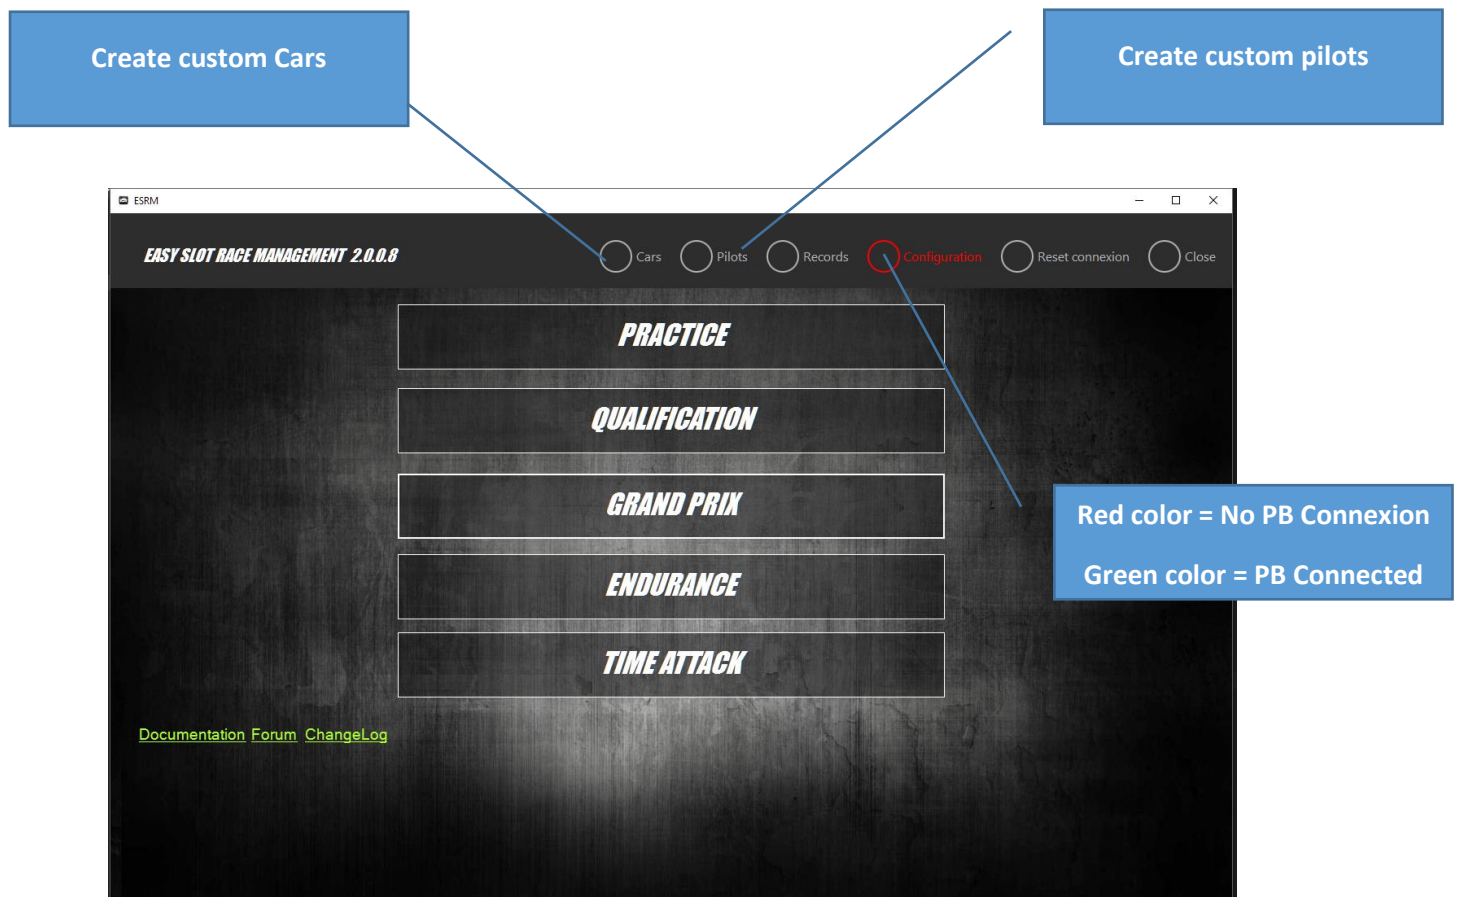 Create custom Cars
Create custom pilots
ESRM
EASY SLOT RACE MANAGEMENT 2.0.0.8
Cars
Pilots
Records
Configuration
Reset connexion
Close
PRACTICE
QUALIFICATION
GRAND PRIX
Red color = No PB Connexion
Green color = PB Connected
ENDURANCE
TIME ATTACK
Documentation Forum ChangeLog